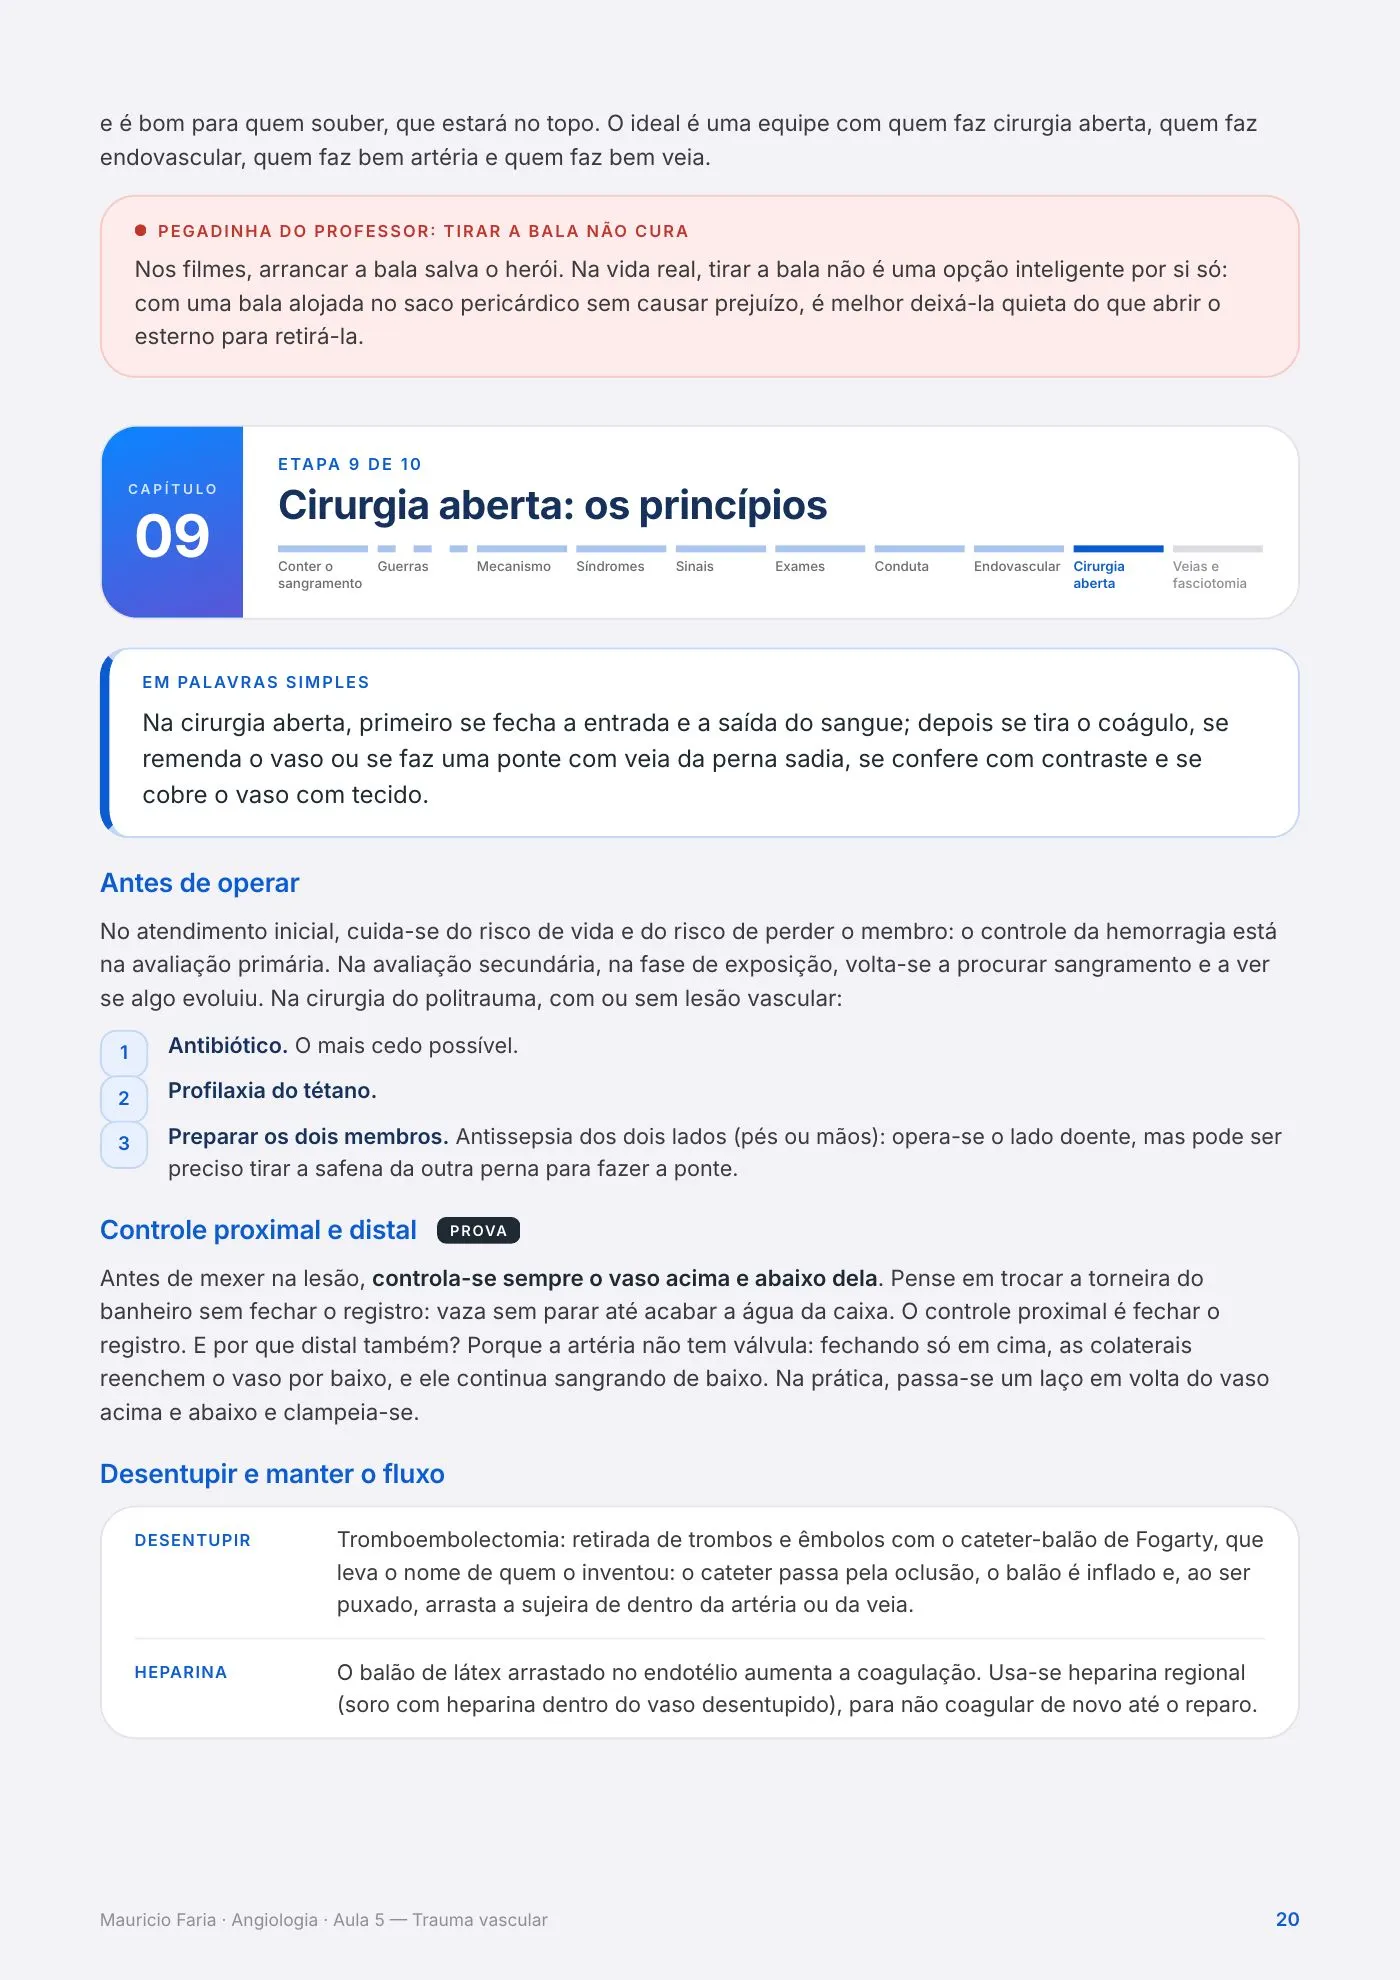 e é bom para quem souber, que estará no topo. O ideal é uma equipe com quem faz cirurgia aberta, quem faz
endovascular, quem faz bem artéria e quem faz bem veia.
PEGADINHA DO PROFESSOR: TIRAR A BALA NÃO CURA
Nos filmes, arrancar a bala salva o herói. Na vida real, tirar a bala não é uma opção inteligente por si só:
com uma bala alojada no saco pericárdico sem causar prejuízo, é melhor deixá-la quieta do que abrir o
esterno para retirá-la.
CAPÍTULO
09
ETAPA 9 DE 10
Cirurgia aberta: os princípios
Conter o sangramento
Guerras
Mecanismo
Síndromes
Sinais
Exames
Conduta
Endovascular
Cirurgia aberta
Veias e fasciotomia
EM PALAVRAS SIMPLES
Na cirurgia aberta, primeiro se fecha a entrada e a saída do sangue; depois se tira o coágulo, se
remenda o vaso ou se faz uma ponte com veia da perna sadia, se confere com contraste e se
cobre o vaso com tecido.
Antes de operar
No atendimento inicial, cuida-se do risco de vida e do risco de perder o membro: o controle da hemorragia está
na avaliação primária. Na avaliação secundária, na fase de exposição, volta-se a procurar sangramento e a ver
se algo evoluiu. Na cirurgia do politrauma, com ou sem lesão vascular:
1 Antibiótico. O mais cedo possível.
2 Profilaxia do tétano.
3 Preparar os dois membros. Antissepsia dos dois lados (pés ou mãos): opera-se o lado doente, mas pode ser
preciso tirar a safena da outra perna para fazer a ponte.
Controle proximal e distal PROVA
Antes de mexer na lesão, controla-se sempre o vaso acima e abaixo dela. Pense em trocar a torneira do
banheiro sem fechar o registro: vaza sem parar até acabar a água da caixa. O controle proximal é fechar o
registro. E por que distal também? Porque a artéria não tem válvula: fechando só em cima, as colaterais
reenchem o vaso por baixo, e ele continua sangrando de baixo. Na prática, passa-se um laço em volta do vaso
acima e abaixo e clampeia-se.
Desentupir e manter o fluxo
DESENTUPIR
Tromboembolectomia: retirada de trombos e êmbolos com o cateter-balão de Fogarty, que
leva o nome de quem o inventou: o cateter passa pela oclusão, o balão é inflado e, ao ser
puxado, arrasta a sujeira de dentro da artéria ou da veia.
HEPARINA
O balão de látex arrastado no endotélio aumenta a coagulação. Usa-se heparina regional
(soro com heparina dentro do vaso desentupido), para não coagular de novo até o reparo.
Mauricio Faria · Angiologia · Aula 5 — Trauma vascular
20